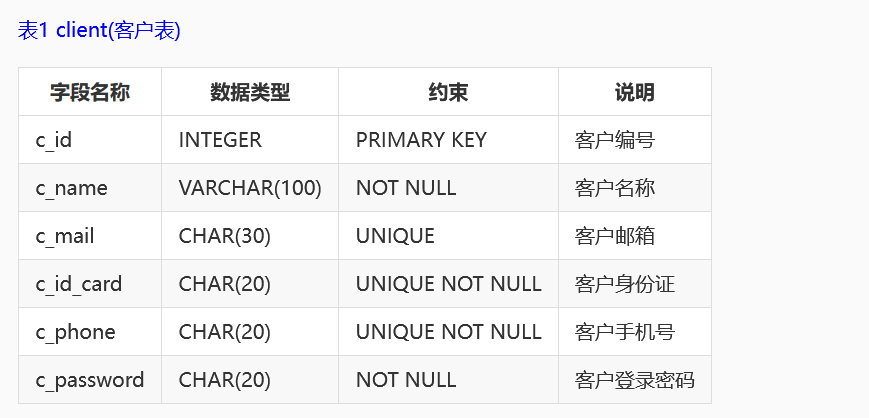 表1 client(客户表)
字段名称 数据类型 约束 说明
c_id INTEGER PRIMARY KEY 客户编号
c_name VARCHAR(100) NOT NULL 客户名称
c_mail CHAR(30) UNIQUE 客户邮箱
c_id_card CHAR(20) UNIQUE NOT NULL 客户身份证
c_phone CHAR(20) UNIQUE NOT NULL 客户手机号
c_password CHAR(20) NOT NULL 客户登录密码